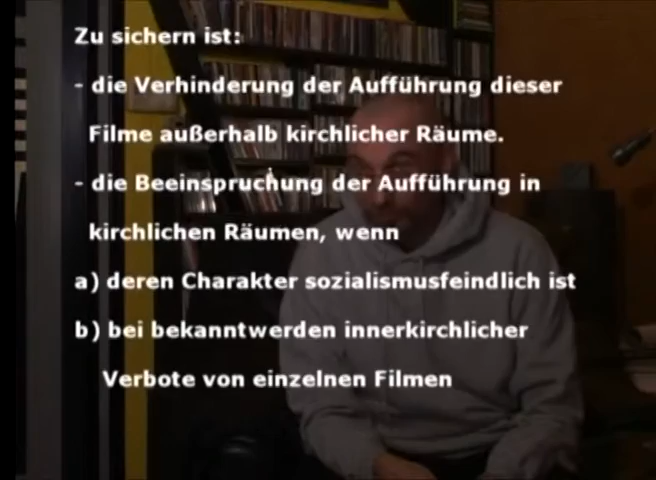 Zu sichern ist:
- die Verhinderung der Aufführung dieser
Filme außerhalb kirchlicher Räume.
- die Beeinspruchung der Aufführung in
kirchlichen Räumen, wenn
a) deren Charakter sozialismusfeindlich ist
b) bei bekanntwerden innerkirchlicher
Verbote von einzelnen Filmen